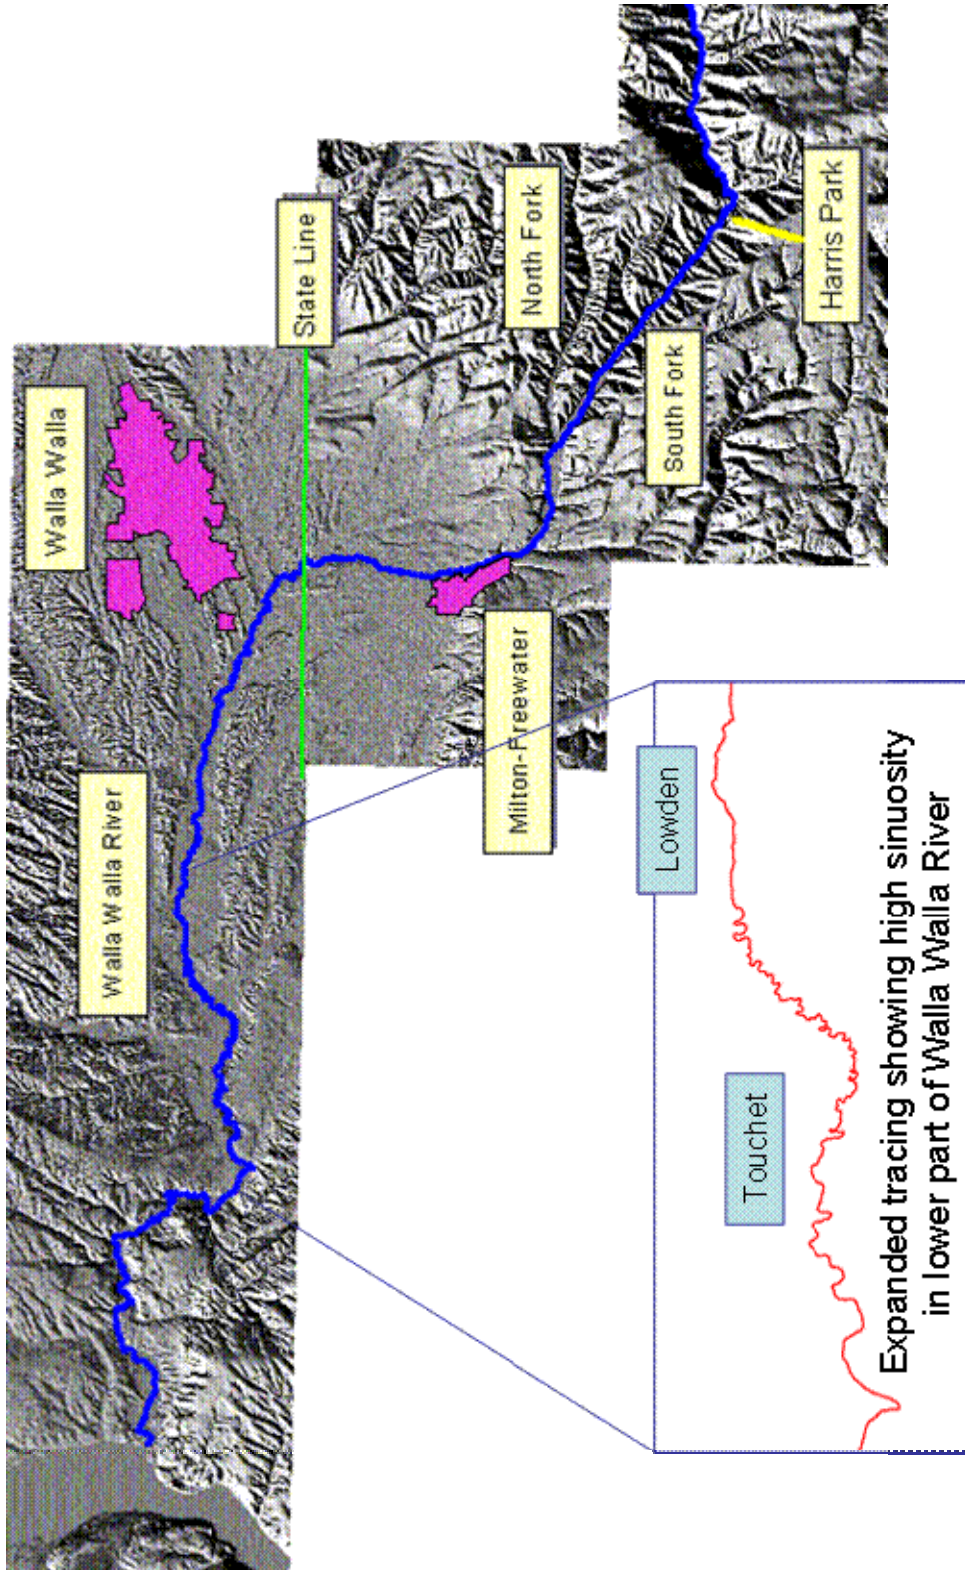 Walla Walla River
Walla Walla
State Line
Milton-Freewater
North Fork
South Fork
Harris Park
Touchet
Lowden
Expanded tracing showing high sinuosity
in lower part of Walla Walla River